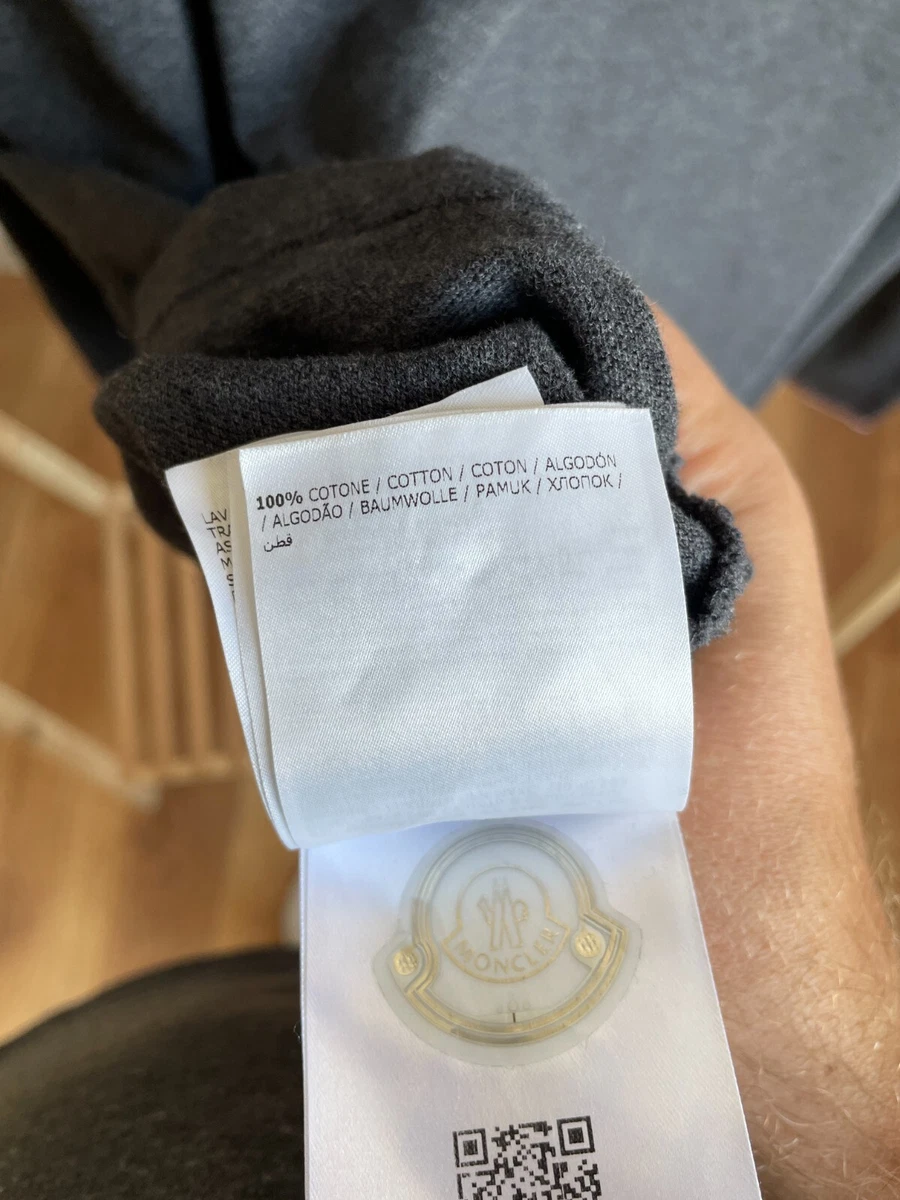 100% COTONE / COTTON / COTON / ALGODÓN
/ ALGODÃO / BAUMWOLLE / PAMUK / ХЛОПОК /
قطن
MONCLER